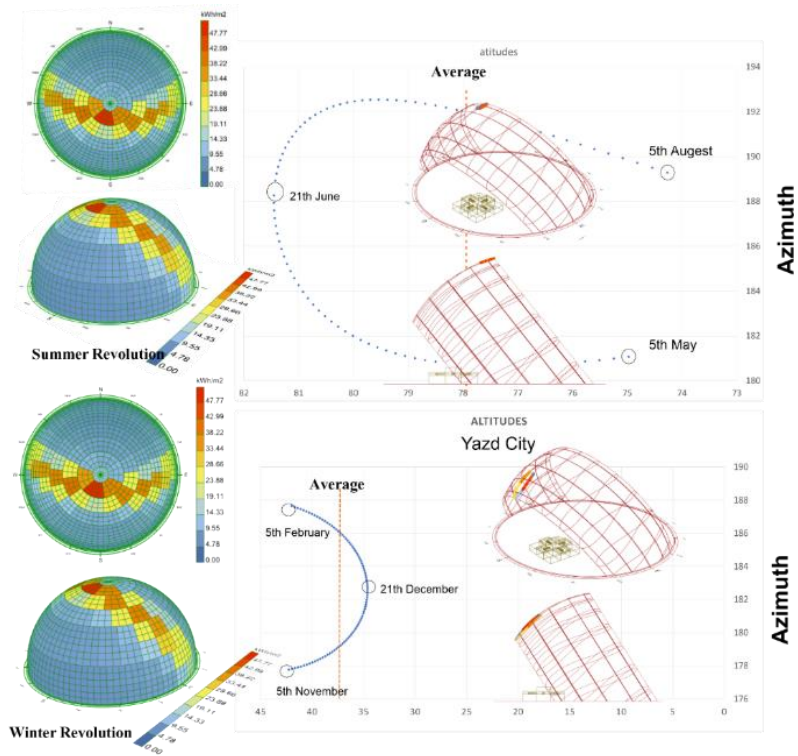 kWh/m2
47.77
42.99
38.22
33.44
28.66
23.88
19.11
14.33
9.55
4.78
0.00
N
E
S
Summer Revolution
kWh/m2
47.77
42.99
38.22
33.44
28.66
23.88
19.11
14.33
9.55
4.78
0.00
N
E
S
Winter Revolution
atitudes
Average
5th Augest
21th June
5th May
194
192
190
188
186
184
182
180
82
81
80
79
78
77
76
75
74
73
Azimuth
ALTITUDES
Yazd City
Average
5th February
21th December
5th November
190
188
186
184
182
180
178
176
45
40
35
30
25
20
15
10
5
0
Azimuth